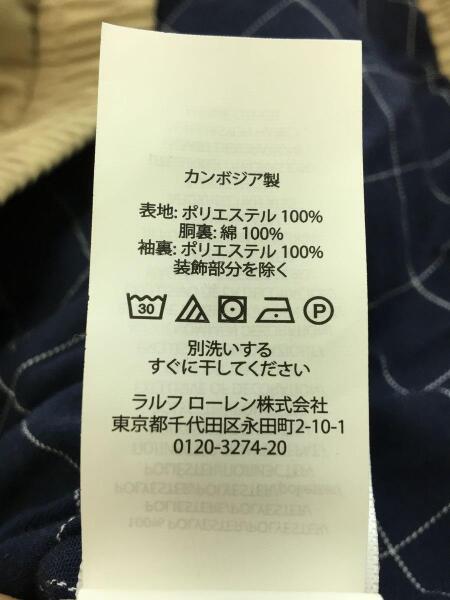 カンボジア製
表地: ポリエステル 100%
胴裏: 綿 100%
袖裏: ポリエステル 100%
装飾部分を除く
30 P
別洗いする
すぐに干してください
ラルフ ローレン株式会社
東京都千代田区永田町2-10-1
0120-3274-20